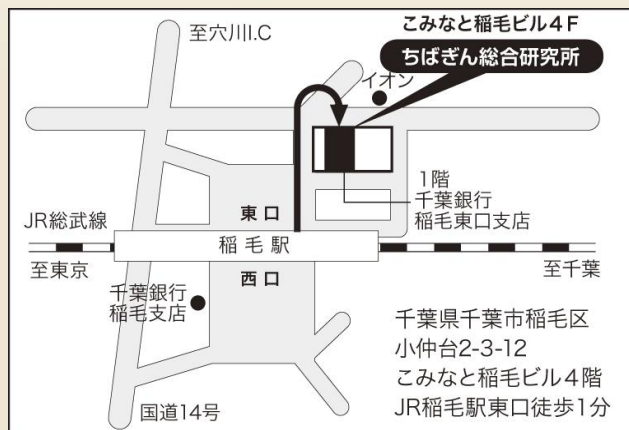 こみなと稲毛ビル4F
ちばぎん総合研究所
至穴川I.C
イオン
1階
千葉銀行
稲毛東口支店
東口
JR総武線
稲毛駅
至東京
至千葉
西口
千葉銀行
稲毛支店
国道14号
千葉県千葉市稲毛区
小仲台2-3-12
こみなと稲毛ビル4階
JR稲毛駅東口徒歩1分